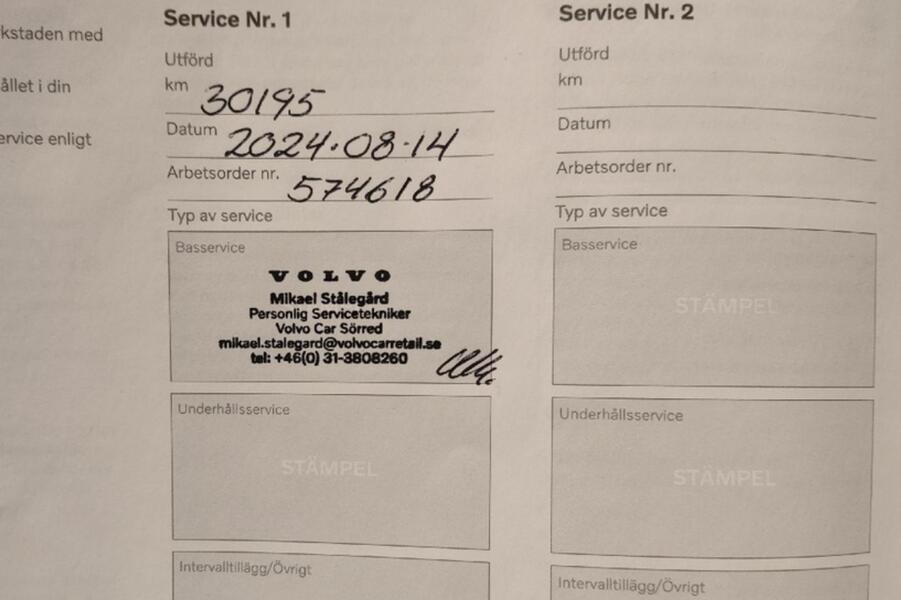 kstaden med
ållet i din
ervice enligt
Service Nr. 1
Utförd
km 30195
Datum 2024-08-14
Arbetsorder nr. 574618
Typ av service
Basservice
VOLVO
Mikael Stålegård
Personlig Servicetekniker
Volvo Car Sörred
mikael.stalegard@volvocarretail.se
tel: +46(0) 31-3808260
Underhållsservice
STÄMPEL
Intervalltillägg/Övrigt
Service Nr. 2
Utförd
km
Datum
Arbetsorder nr.
Typ av service
Basservice
STÄMPEL
Underhållsservice
STÄMPEL
Intervalltillägg/Övrigt